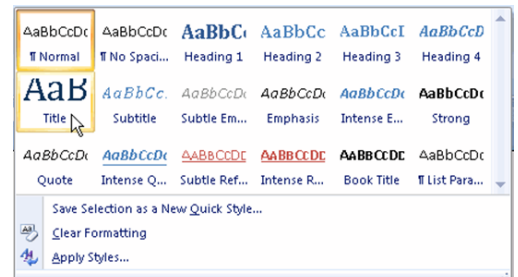 AaBbCcDc AaBbCcDc AaBbC AaBbCc AaBbCcI AaBbCcD
¶ Normal ¶ No Spaci... Heading 1 Heading 2 Heading 3 Heading 4
AaB AaBbCc. AaBbCcDc AaBbCcDc AaBbCcDc AaBbCcDc
Title Subtitle Subtle Em... Emphasis Intense E... Strong
AaBbCcDc AaBbCcDc AABBCCDE AABBCCDE AABBCCDE AaBbCcDc
Quote Intense Q... Subtle Ref... Intense R... Book Title ¶ List Para...
Save Selection as a New Quick Style...
Clear Formatting
Apply Styles...